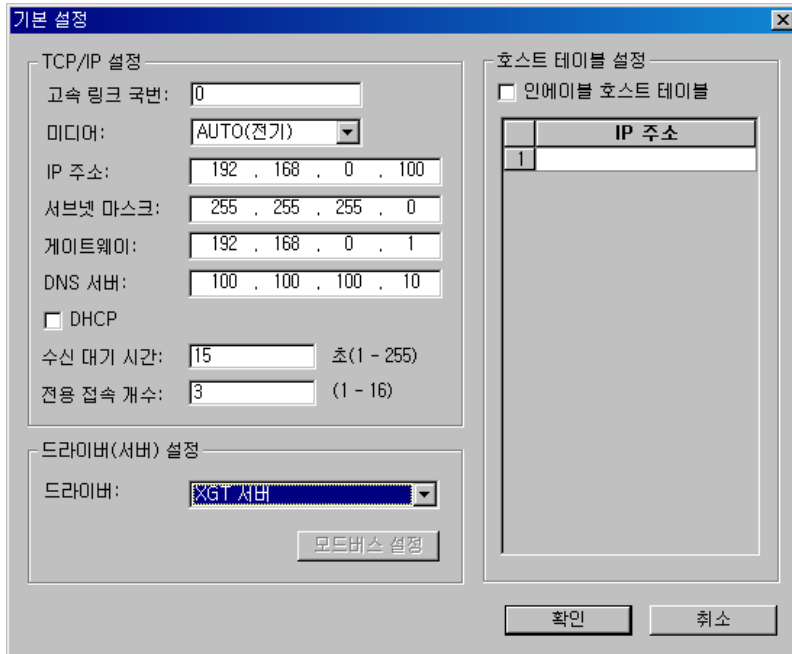 기본 설정
TCP/IP 설정
고속 링크 국번: 0
미디어: AUTO(전기)
IP 주소: 192 . 168 . 0 . 100
서브넷 마스크: 255 . 255 . 255 . 0
게이트웨이: 192 . 168 . 0 . 1
DNS 서버: 100 . 100 . 100 . 10
DHCP
수신 대기 시간: 15 초(1 - 255)
전용 접속 개수: 3 (1 - 16)
드라이버(서버) 설정
드라이버: XGT 서버
모드버스 설정
호스트 테이블 설정
인에이블 호스트 테이블
IP 주소
1
확인 취소